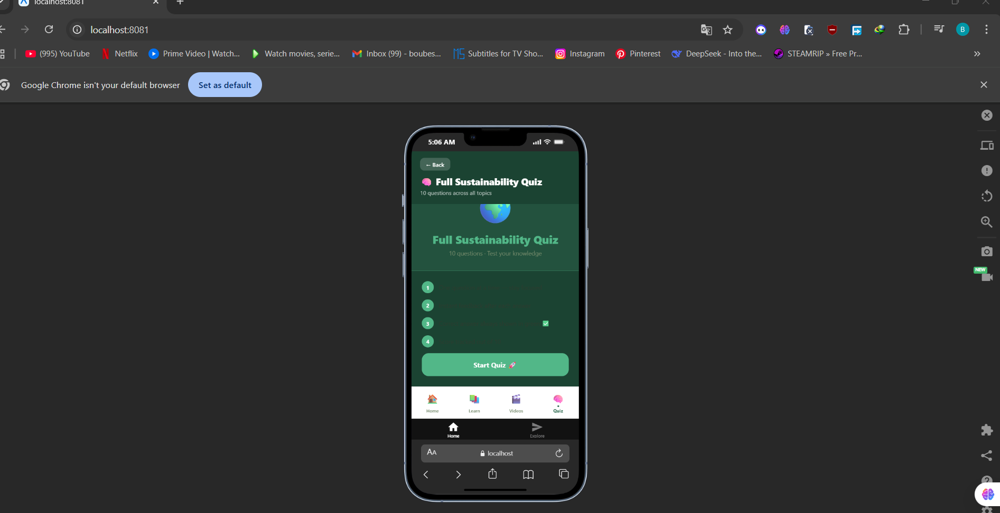 localhost:8081
localhost:8081
B
(995) YouTube
Netflix
Prime Video | Watch...
Watch movies, serie...
Inbox (99) - boubes...
Subtitles for TV Sho...
Instagram
Pinterest
DeepSeek - Into the...
STEAMRIP » Free Pr...
»
Google Chrome isn't your default browser
Set as default
5:06 AM
← Back
Full Sustainability Quiz
10 questions across all topics
Full Sustainability Quiz
10 questions · Test your knowledge
1
2
3
4
Start Quiz
Home
Learn
Videos
Quiz
Home
Explore
AA
localhost
NEW